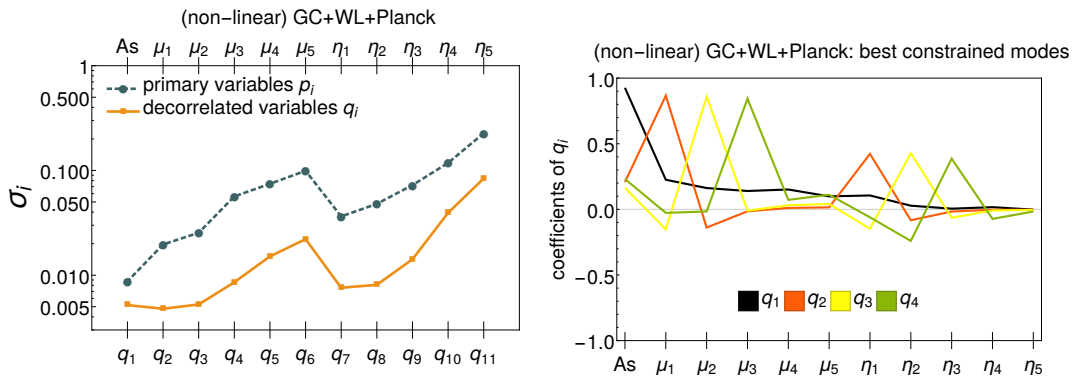 (non-linear) GC+WL+Planck
As μ₁ μ₂ μ₃ μ₄ μ₅ η₁ η₂ η₃ η₄ η₅
1
0.500
0.100
0.050
0.010
0.005
σᵢ
primary variables pᵢ
decorrelated variables qᵢ
q₁ q₂ q₃ q₄ q₅ q₆ q₇ q₈ q₉ q₁₀ q₁₁
(non-linear) GC+WL+Planck: best constrained modes
1.0
0.5
0.0
-0.5
-1.0
coefficients of qᵢ
q₁ q₂ q₃ q₄
As μ₁ μ₂ μ₃ μ₄ μ₅ η₁ η₂ η₃ η₄ η₅